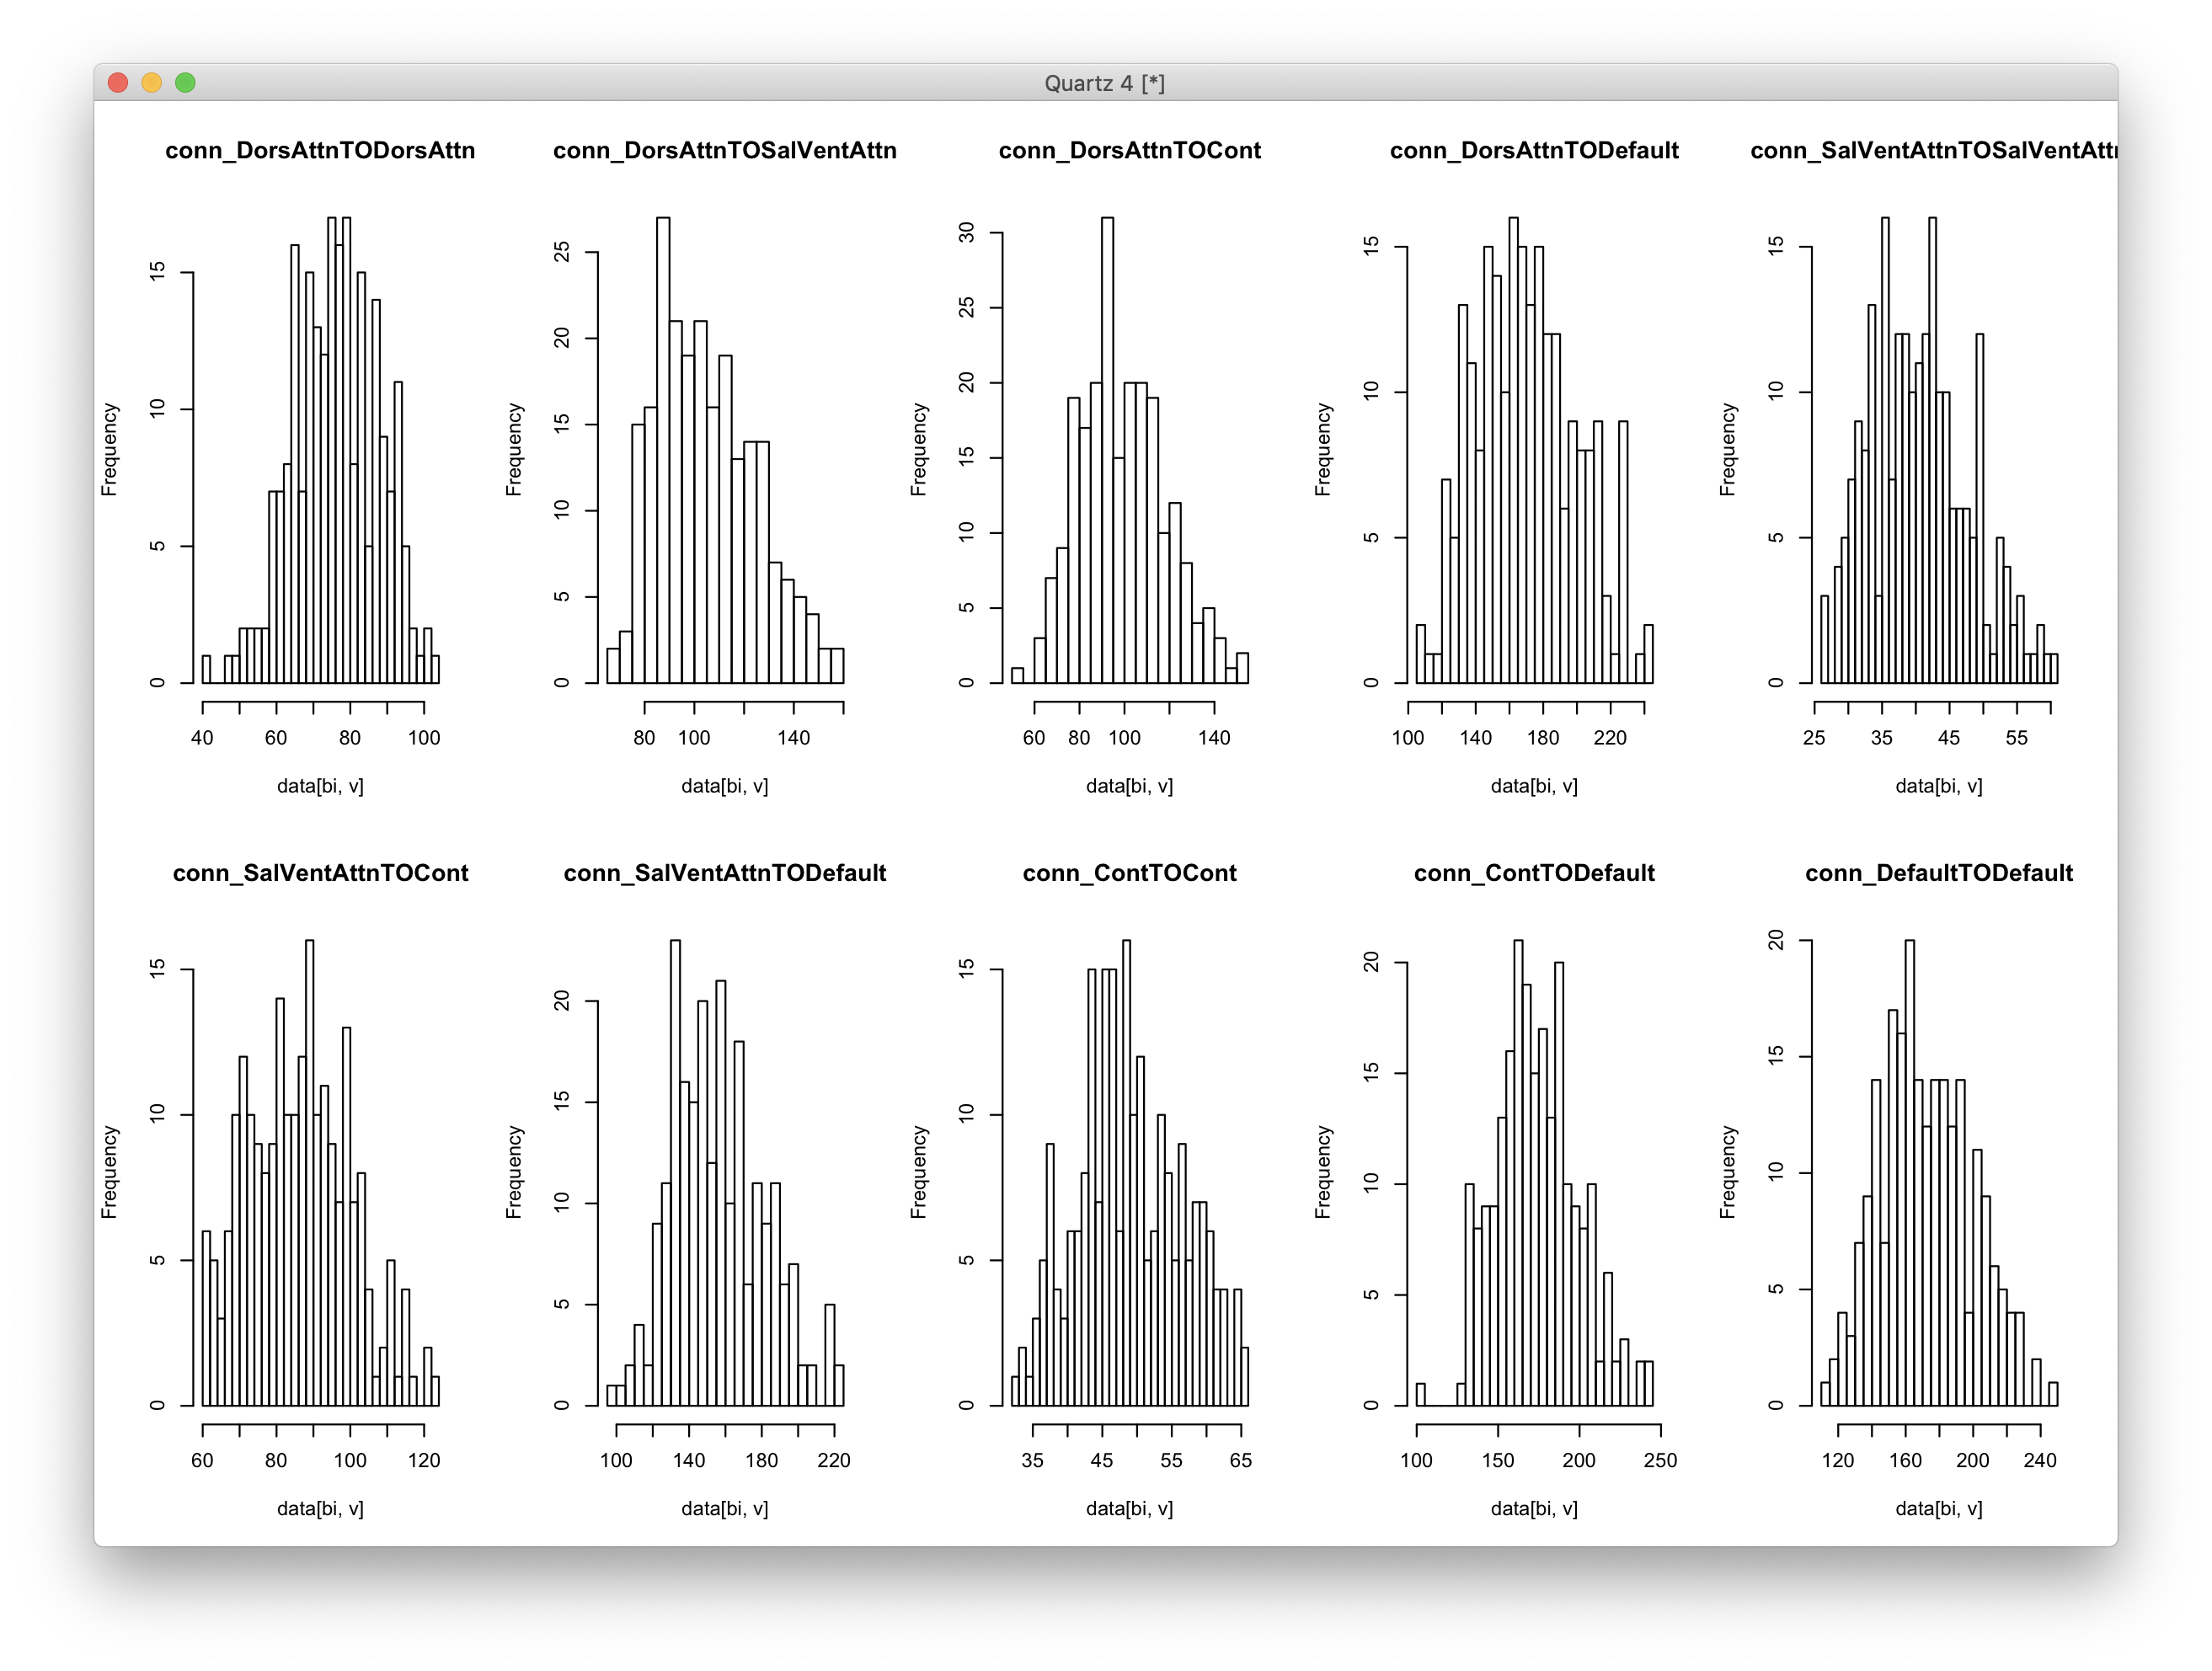 Quartz 4 [*]
conn_DorsAttnTODorsAttn
Frequency
0 5 10 15
40 60 80 100
data[bi, v]
conn_DorsAttnTOSalVentAttn
Frequency
0 5 10 15 20 25
80 100 140
data[bi, v]
conn_DorsAttnTOCont
Frequency
0 5 10 15 20 25 30
60 80 100 140
data[bi, v]
conn_DorsAttnTODefault
Frequency
0 5 10 15
100 140 180 220
data[bi, v]
conn_SalVentAttnTOSalVentAttn
Frequency
0 5 10 15
25 35 45 55
data[bi, v]
conn_SalVentAttnTOCont
Frequency
0 5 10 15
60 80 100 120
data[bi, v]
conn_SalVentAttnTODefault
Frequency
0 5 10 15 20
100 140 180 220
data[bi, v]
conn_ContTOCont
Frequency
0 5 10 15
35 45 55 65
data[bi, v]
conn_ContTODefault
Frequency
0 5 10 15 20
100 150 200 250
data[bi, v]
conn_DefaultTODefault
Frequency
0 5 10 15 20
120 160 200 240
data[bi, v]